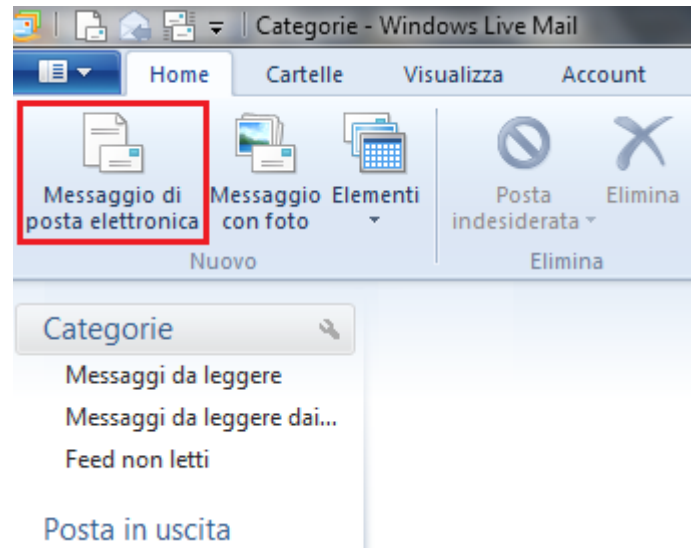 Categorie - Windows Live Mail
Home Cartelle Visualizza Account
Messaggio di Messaggio Elementi Posta Elimina
posta elettronica con foto indesiderata
Nuovo Elimina
Categorie
Messaggi da leggere
Messaggi da leggere dai...
Feed non letti
Posta in uscita